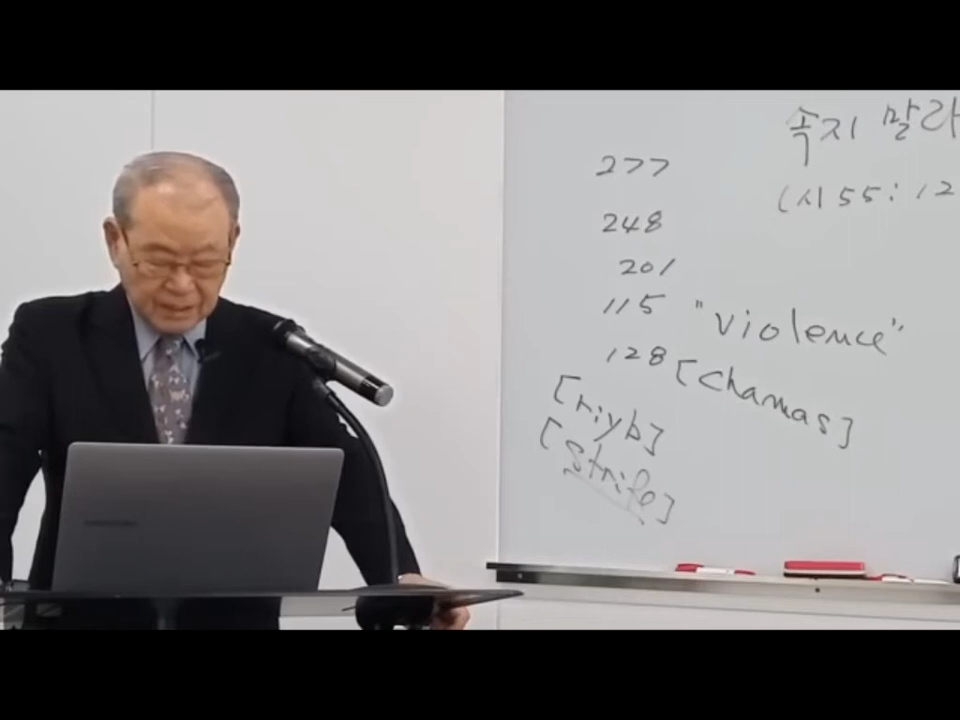 속지 말라
(시 55:12
277
248
201
115 "violence"
128 [chamas]
[riyb]
[strife]